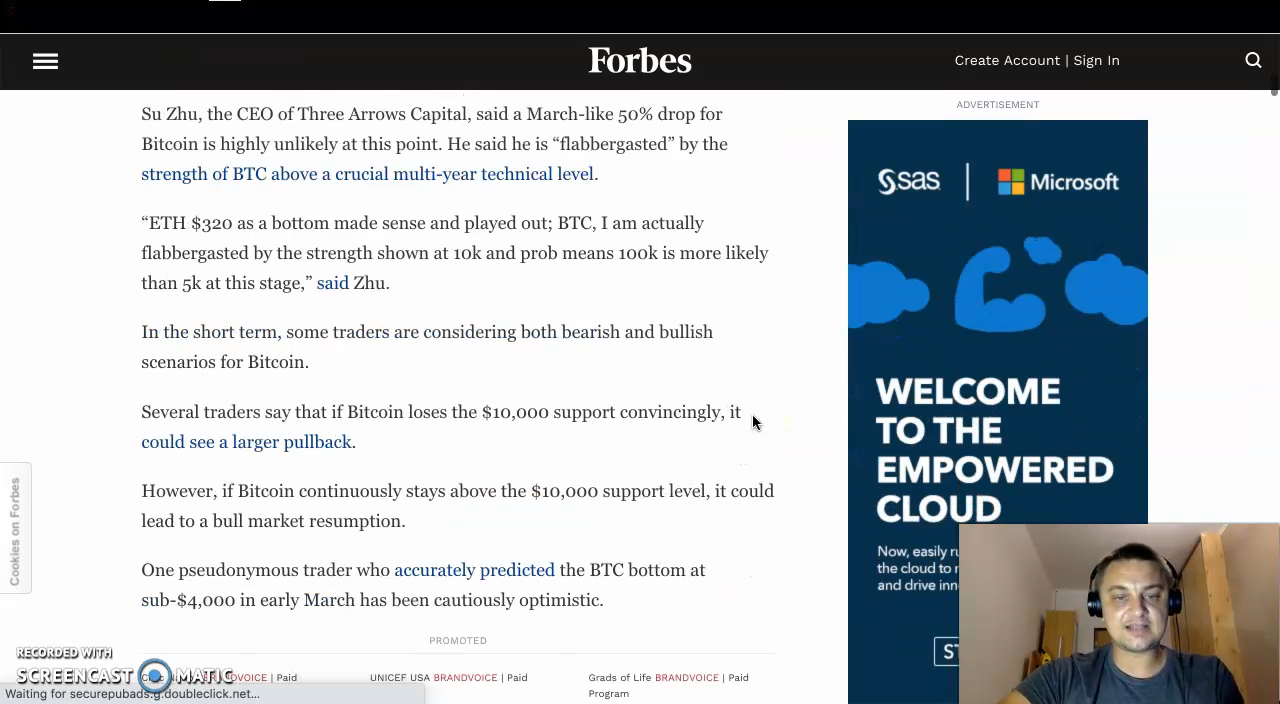 Forbes
Create Account | Sign In
Su Zhu, the CEO of Three Arrows Capital, said a March-like 50% drop for
Bitcoin is highly unlikely at this point. He said he is “flabbergasted” by the
strength of BTC above a crucial multi-year technical level.
“ETH $320 as a bottom made sense and played out; BTC, I am actually
flabbergasted by the strength shown at 10k and prob means 100k is more likely
than 5k at this stage,” said Zhu.
In the short term, some traders are considering both bearish and bullish
scenarios for Bitcoin.
Several traders say that if Bitcoin loses the $10,000 support convincingly, it
could see a larger pullback.
However, if Bitcoin continuously stays above the $10,000 support level, it could
lead to a bull market resumption.
One pseudonymous trader who accurately predicted the BTC bottom at
sub-$4,000 in early March has been cautiously optimistic.
PROMOTED
BRANDVOICE | Paid
UNICEF USA BRANDVOICE | Paid
Grads of Life BRANDVOICE | Paid
Program
ADVERTISEMENT
sas
Microsoft
WELCOME
TO THE
EMPOWERED
CLOUD
Now, easily
the cloud to
and drive
Cookies on Forbes
RECORDED WITH
SCREENCAST MATIC
Waiting for securepubads.g.doubleclick.net...